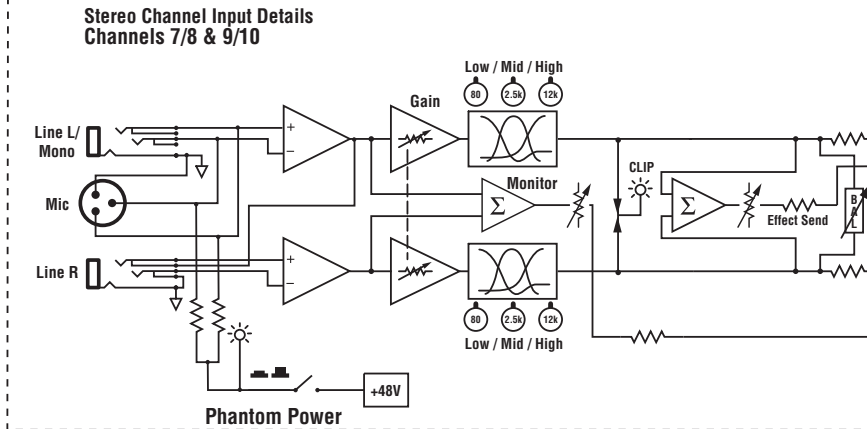 Stereo Channel Input Details
Channels 7/8 & 9/10
Low / Mid / High
Gain
80
2.5k
12k
Line L/
Mono
+
−
CLIP
Monitor
Σ
Σ
Mic
Effect Send
B
A
L
Line R
+
−
80
2.5k
12k
Low / Mid / High
+48V
Phantom Power